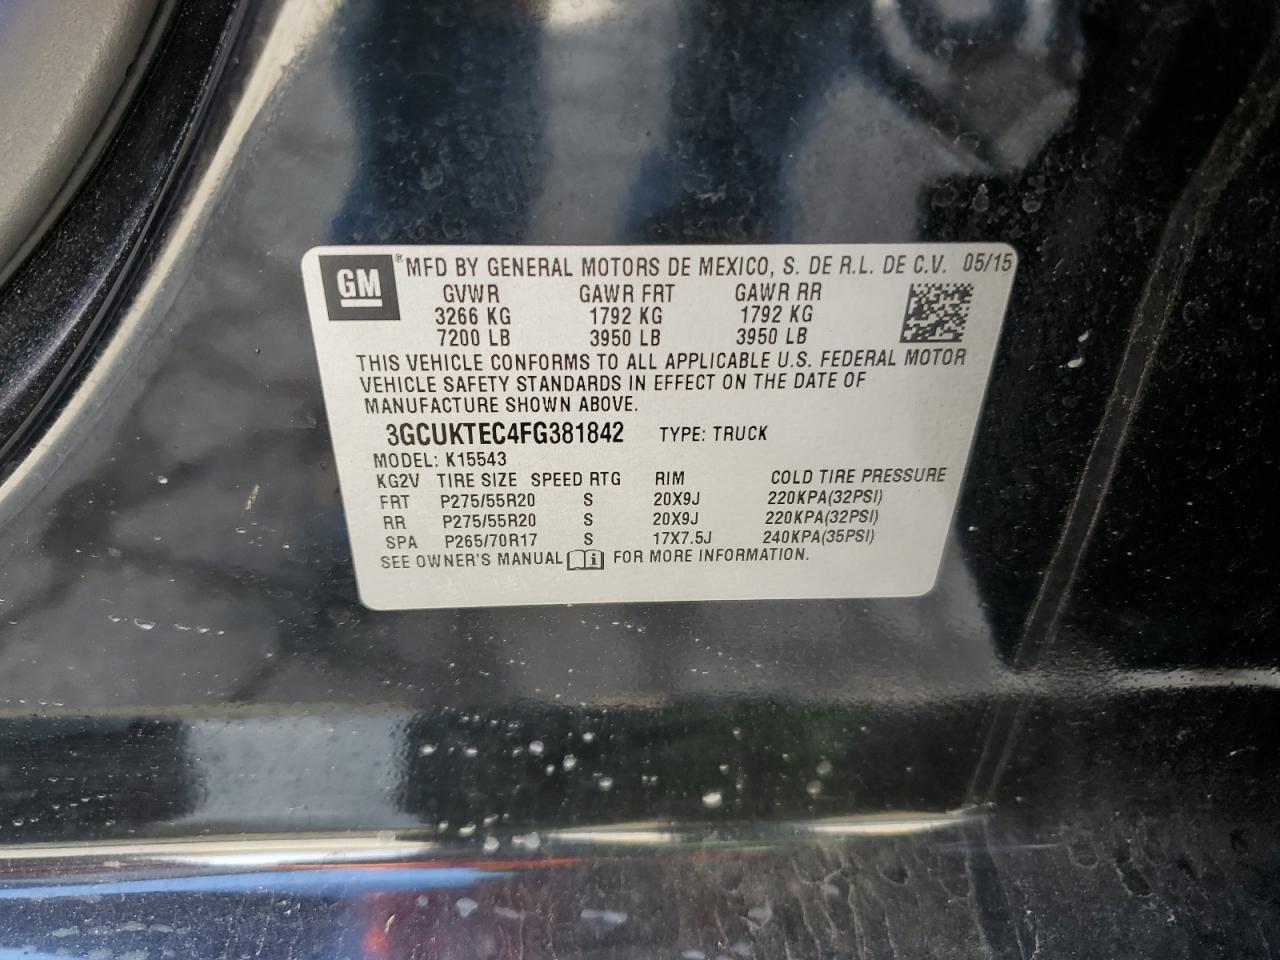 GM ® MFD BY GENERAL MOTORS DE MEXICO, S. DE R.L. DE C.V. 05/15
GVWR GAWR FRT GAWR RR
3266 KG 1792 KG 1792 KG
7200 LB 3950 LB 3950 LB
THIS VEHICLE CONFORMS TO ALL APPLICABLE U.S. FEDERAL MOTOR
VEHICLE SAFETY STANDARDS IN EFFECT ON THE DATE OF
MANUFACTURE SHOWN ABOVE.
3GCUKTEC4FG381842 TYPE: TRUCK
MODEL: K15543
KG2V TIRE SIZE SPEED RTG RIM COLD TIRE PRESSURE
FRT P275/55R20 S 20X9J 220KPA(32PSI)
RR P275/55R20 S 20X9J 220KPA(32PSI)
SPA P265/70R17 S 17X7.5J 240KPA(35PSI)
SEE OWNER'S MANUAL i FOR MORE INFORMATION.